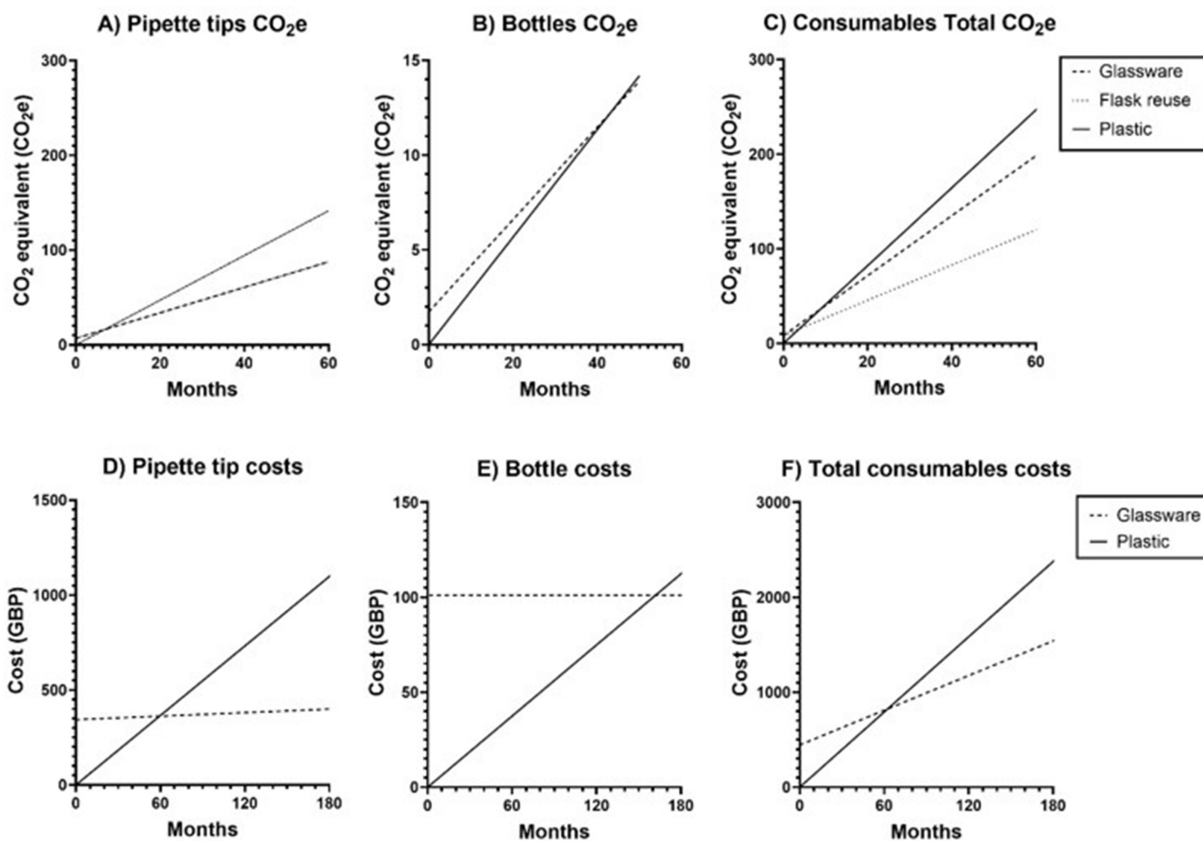 A) Pipette tips CO₂e
B) Bottles CO₂e
C) Consumables Total CO₂e
CO₂ equivalent (CO₂e)
300
200
100
0
0 20 40 60
Months
CO₂ equivalent (CO₂e)
15
10
5
0
0 20 40 60
Months
CO₂ equivalent (CO₂e)
300
200
100
0
0 20 40 60
Months
Glassware
Flask reuse
Plastic
D) Pipette tip costs
E) Bottle costs
F) Total consumables costs
Cost (GBP)
1500
1000
500
0
0 60 120 180
Months
Cost (GBP)
150
100
50
0
0 60 120 180
Months
Cost (GBP)
3000
2000
1000
0
0 60 120 180
Months
Glassware
Plastic